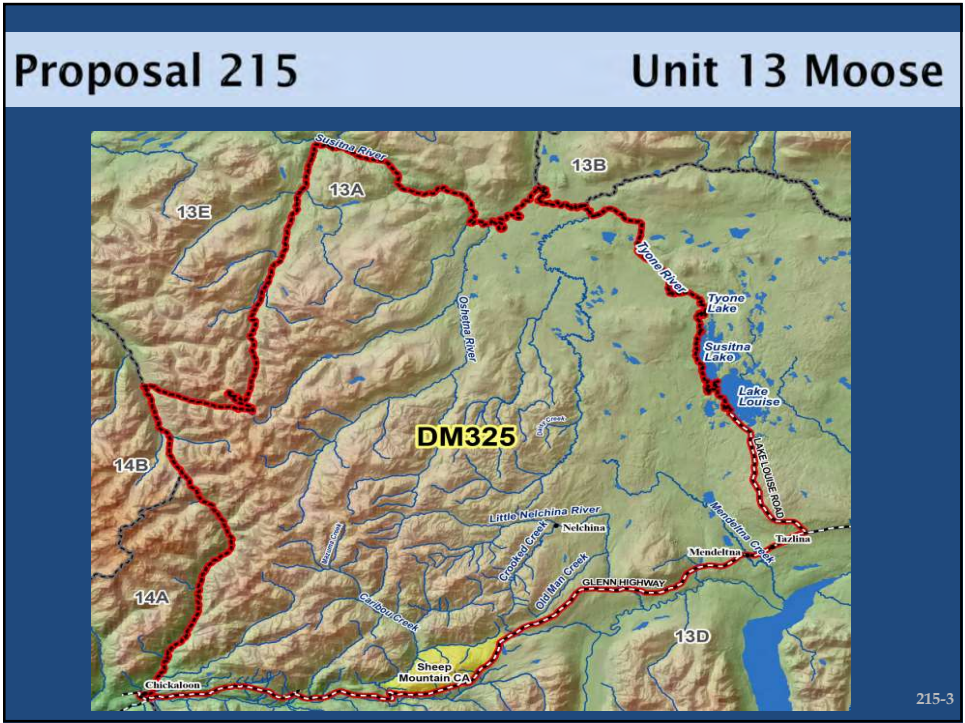 Proposal 215
Unit 13 Moose
Susitna River
13B
13A
13E
Tyone River
Oshetna River
Tyone
Lake
Susitna
Lake
Lake
Louise
DM325
14B
LAKE LOUISE ROAD
Little Nelchina River
Nelchina
Crooked Creek
Mendeltna Creek
Tazlina
Mendeltna
Old Man Creek
GLENN HIGHWAY
Caribou Creek
14A
13D
Sheep
Mountain CA
Chickaloon
215-3